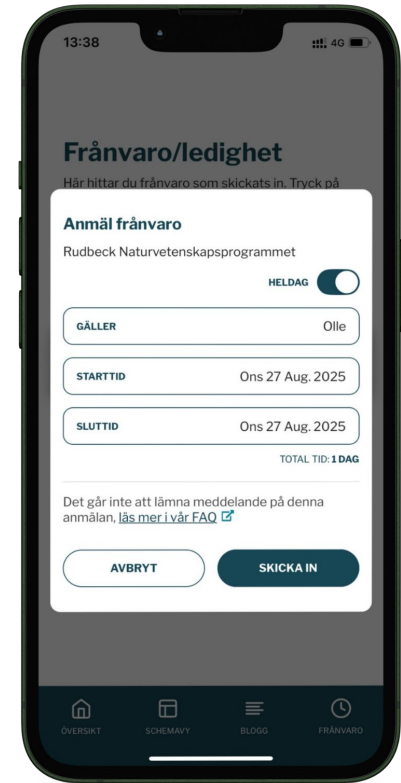 13:38
4G
Frånvaro/ledighet
Här hittar du frånvaro som skickats in. Tryck på
Anmäl frånvaro
Rudbeck Naturvetenskapsprogrammet
HELDAG
GÄLLER Olle
STARTTID Ons 27 Aug. 2025
SLUTTID Ons 27 Aug. 2025
TOTAL TID: 1 DAG
Det går inte att lämna meddelande på denna
anmälan, läs mer i vår FAQ
AVBRYT SKICKA IN
ÖVERSIKT SCHEMAVY BLOGG FRÅNVARO